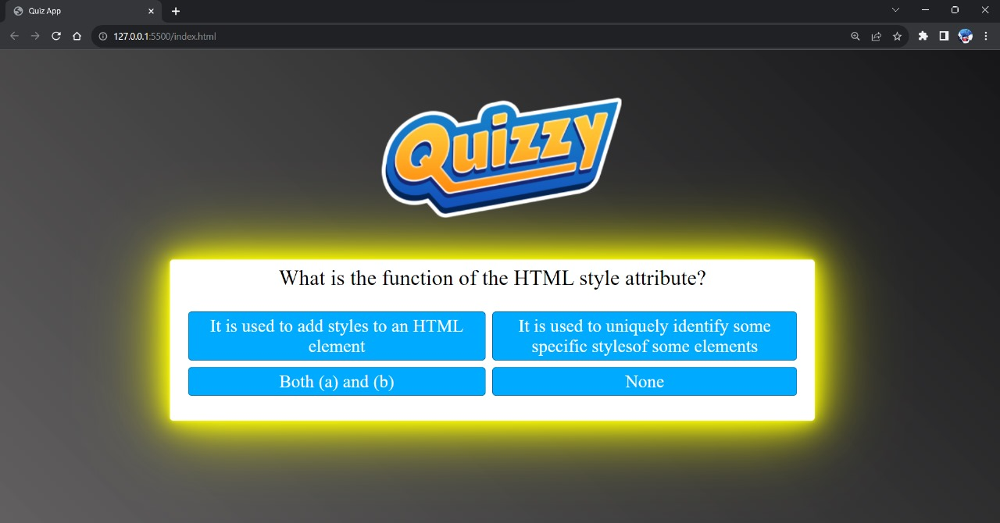 Quiz App
127.0.0.1:5500/index.html
Quizzy
What is the function of the HTML style attribute?
It is used to add styles to an HTML
element
It is used to uniquely identify some
specific stylesof some elements
Both (a) and (b)
None